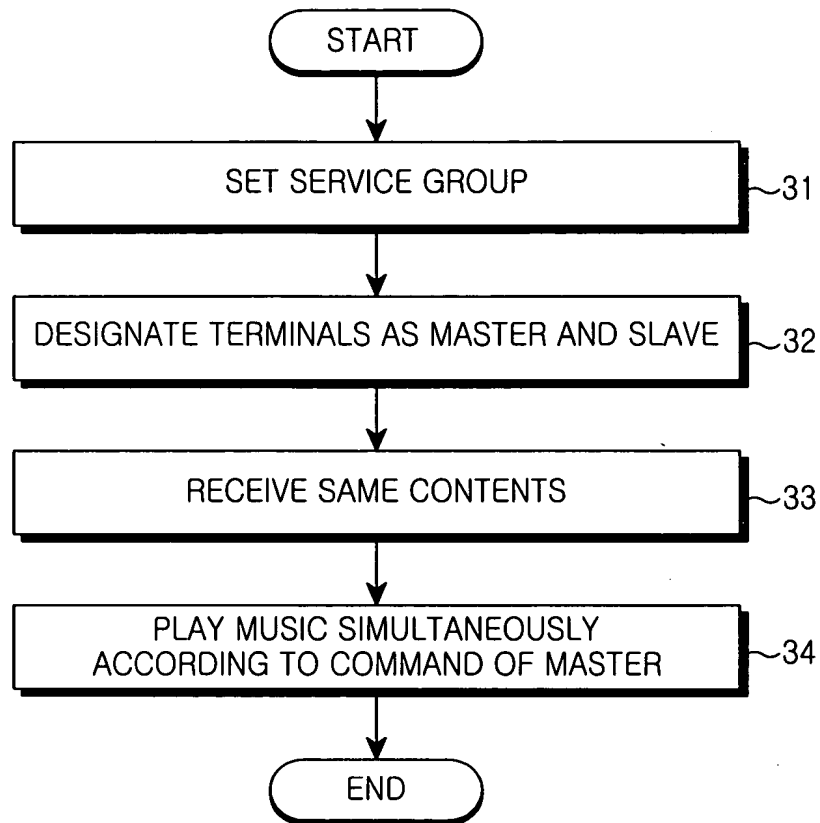 START
SET SERVICE GROUP
31
DESIGNATE TERMINALS AS MASTER AND SLAVE
32
RECEIVE SAME CONTENTS
33
PLAY MUSIC SIMULTANEOUSLY
ACCORDING TO COMMAND OF MASTER
34
END